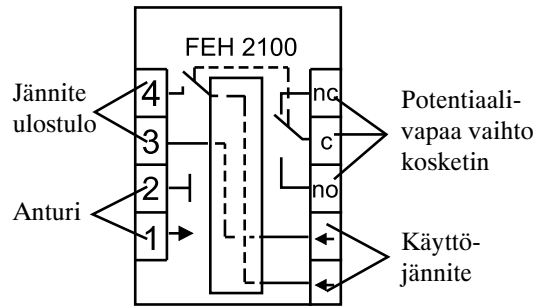 FEH 2100
Jännite
ulostulo
4
3
Anturi
2
1
nc
c
no
Potentiaali-
vapaa vaihto
kosketin
Käyttö-
jännite